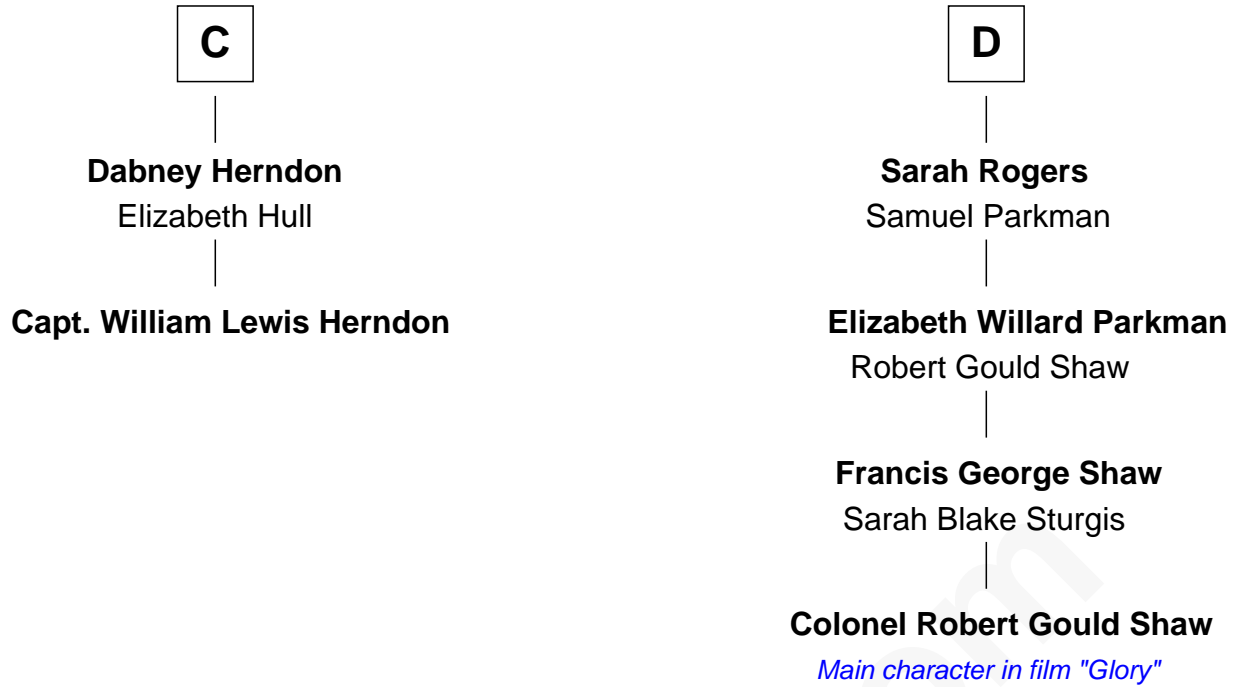 C
Dabney Herndon
Elizabeth Hull
Capt. William Lewis Herndon
D
Sarah Rogers
Samuel Parkman
Elizabeth Willard Parkman
Robert Gould Shaw
Francis George Shaw
Sarah Blake Sturgis
Colonel Robert Gould Shaw
Main character in film "Glory"